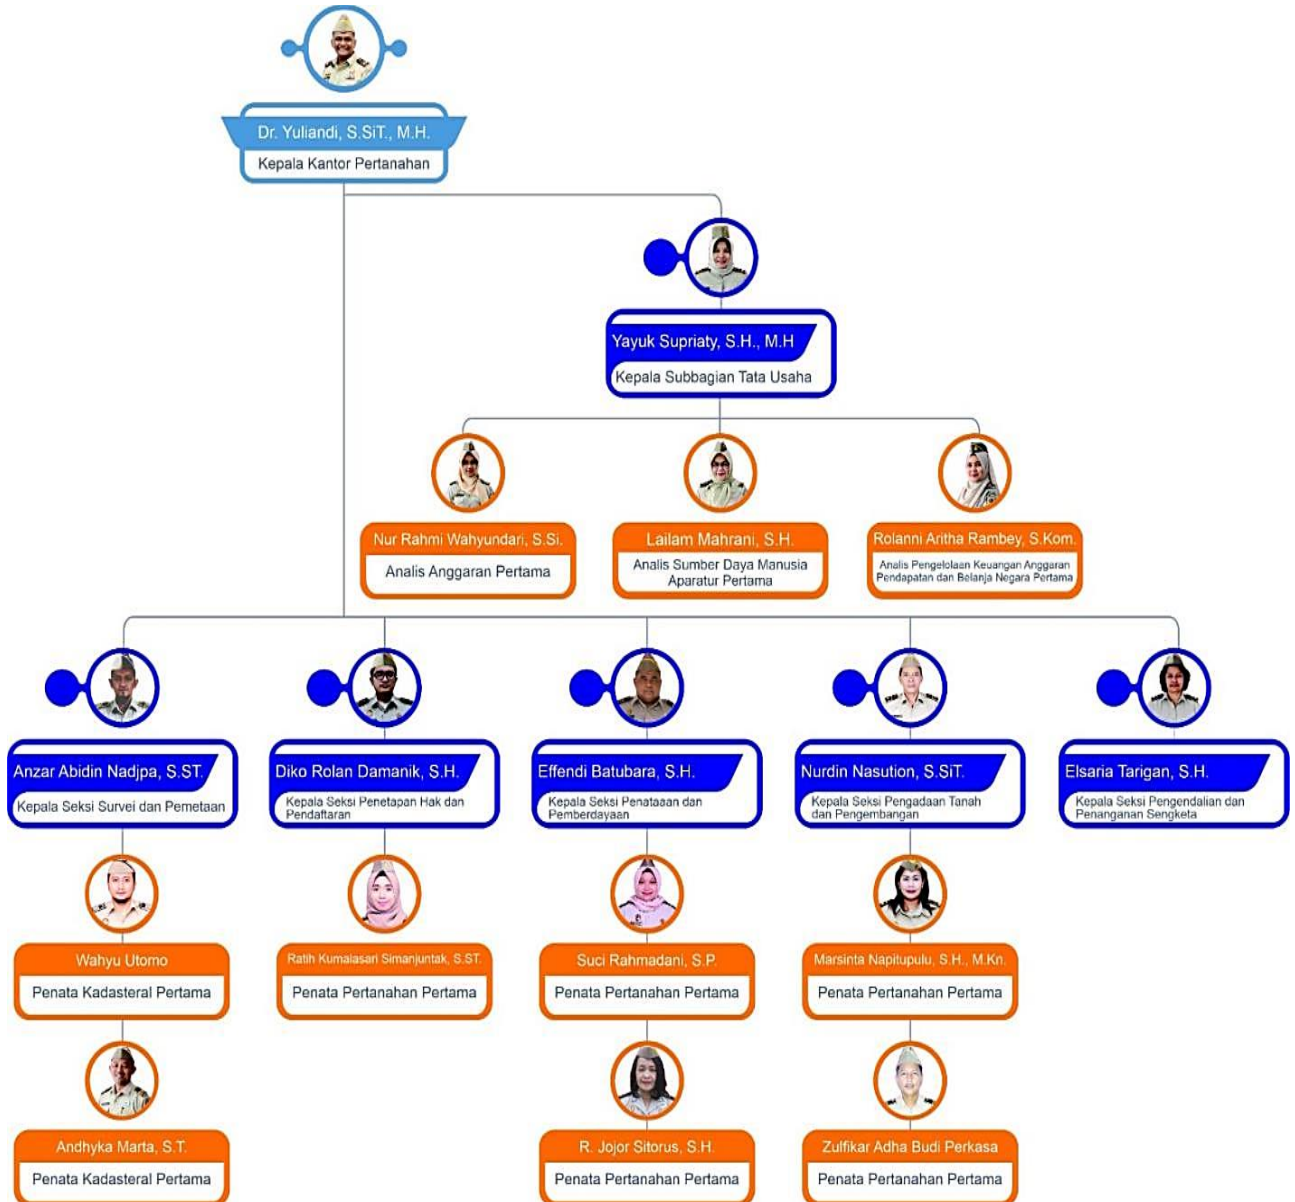 Dr. Yuliandi, S.SiT., M.H.
Kepala Kantor Pertanahan
Yayuk Supriaty, S.H., M.H
Kepala Subbagian Tata Usaha
Nur Rahmi Wahyundari, S.Si.
Analis Anggaran Pertama
Lailam Mahrani, S.H.
Analis Sumber Daya Manusia
Aparatur Pertama
Rolanni Aritha Rambey, S.Kom.
Analis Pengelolaan Keuangan Anggaran
Pendapatan dan Belanja Negara Pertama
Anzar Abidin Nadjpa, S.ST.
Kepala Seksi Survei dan Pemetaan
Diko Rolan Damanik, S.H.
Kepala Seksi Penetapan Hak dan
Pendaftaran
Effendi Batubara, S.H.
Kepala Seksi Penataaan dan
Pemberdayaan
Nurdin Nasution, S.SiT.
Kepala Seksi Pengadaan Tanah
dan Pengembangan
Elsaria Tarigan, S.H.
Kepala Seksi Pengendalian dan
Penanganan Sengketa
Wahyu Utomo
Penata Kadasteral Pertama
Ratih Kumalasari Simanjuntak, S.ST.
Penata Pertanahan Pertama
Suci Rahmadani, S.P.
Penata Pertanahan Pertama
Marsinta Napitupulu, S.H., M.Kn.
Penata Pertanahan Pertama
Andhyka Marta, S.T.
Penata Kadasteral Pertama
R. Jojor Sitorus, S.H.
Penata Pertanahan Pertama
Zulfikar Adha Budi Perkasa
Penata Pertanahan Pertama